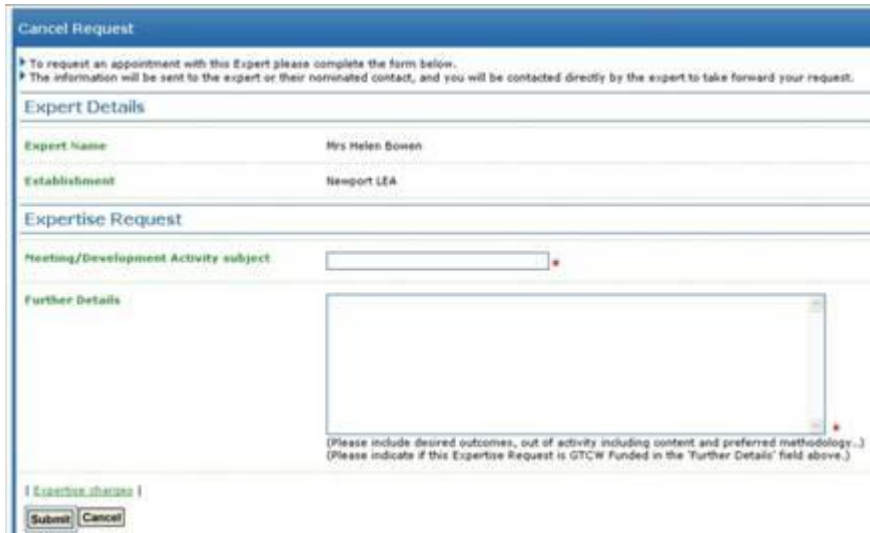 Cancel Request
To request an appointment with this Expert please complete the form below.
The information will be sent to the expert or their nominated contact, and you will be contacted directly by the expert to take forward your request.
Expert Details
Expert Name Mrs Helen Bowen
Establishment Newport LEA
Expertise Request
Meeting/Development Activity subject *
Further Details *
(Please include desired outcomes, out of activity including content and preferred methodology..)
(Please indicate if this Expertise Request is GTCW Funded in the 'Further Details' field above.)
[ Expertise charges ]
Submit Cancel